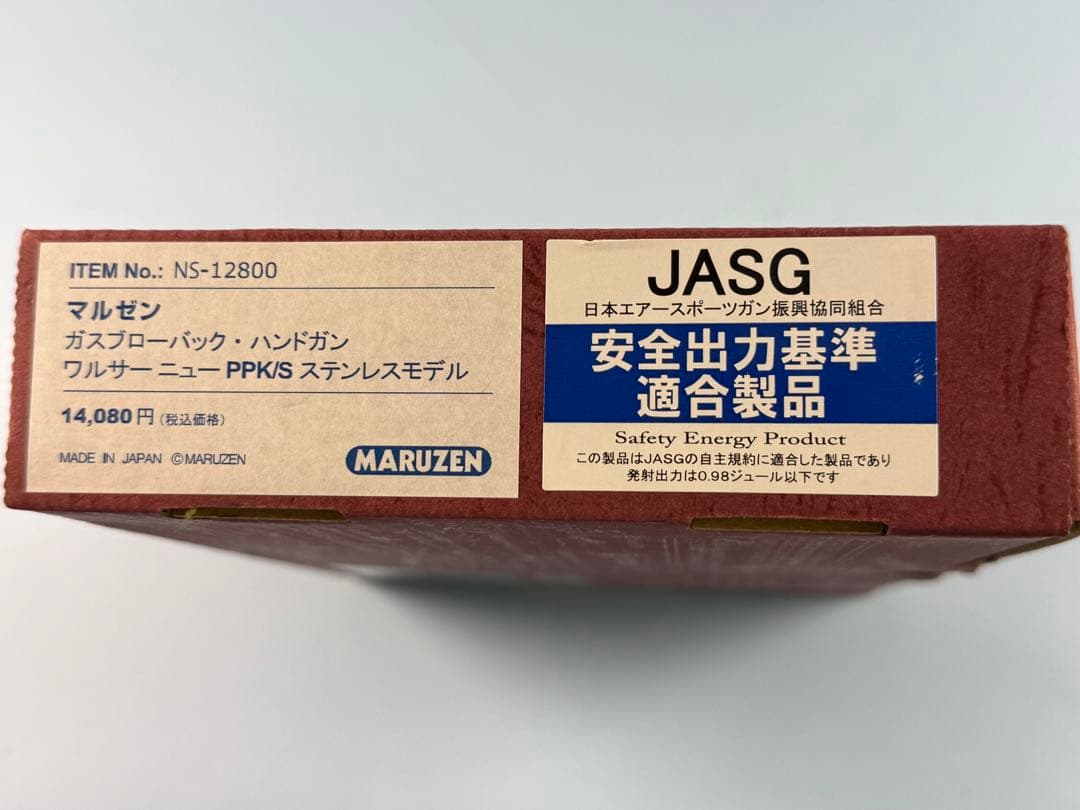 ITEM No.: NS-12800
マルゼン
ガスブローバック・ハンドガン
ワルサー ニュー PPK/S ステンレスモデル
14,080円 (税込価格)
MADE IN JAPAN ©MARUZEN
MARUZEN
JASG
日本エアースポーツガン振興協同組合
安全出力基準
適合製品
Safety Energy Product
この製品はJASGの自主規約に適合した製品であり
発射出力は0.98ジュール以下です